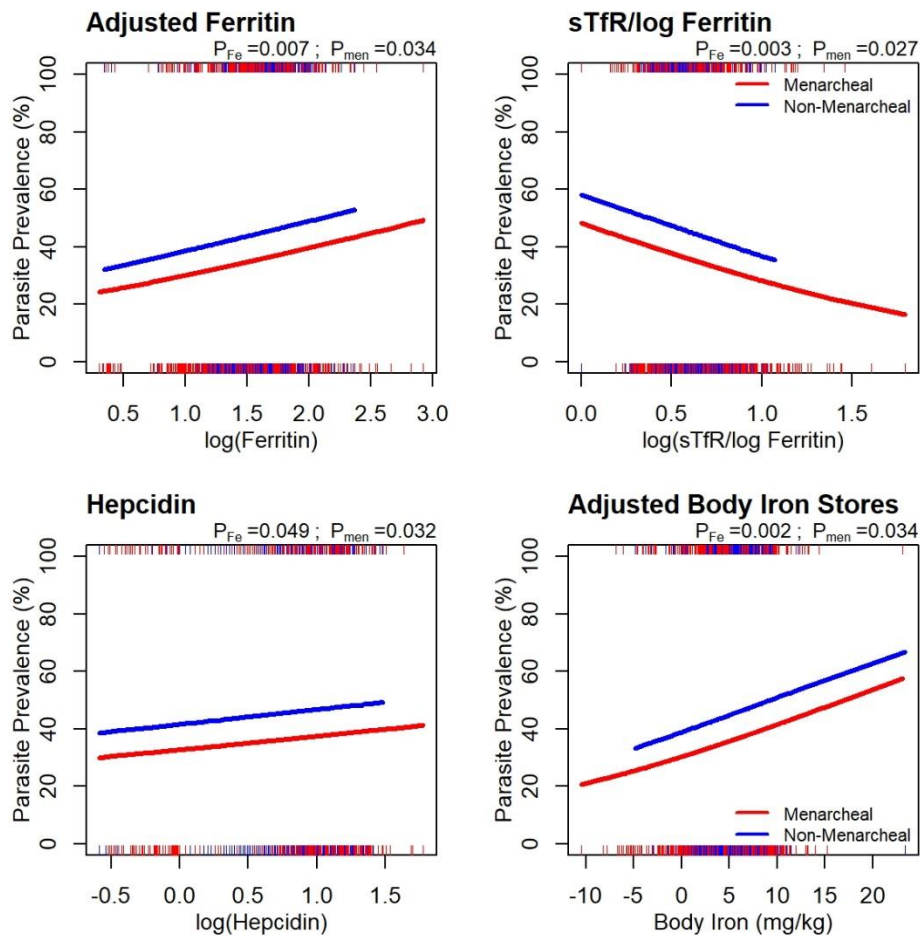 Adjusted Ferritin
P_Fe =0.007 ; P_men =0.034
Parasite Prevalence (%)
100
80
60
40
20
0
0.5 1.0 1.5 2.0 2.5 3.0
log(Ferritin)
sTfR/log Ferritin
P_Fe =0.003 ; P_men =0.027
Menarcheal
Non-Menarcheal
Parasite Prevalence (%)
100
80
60
40
20
0
0.0 0.5 1.0 1.5
log(sTfR/log Ferritin)
Hepcidin
P_Fe =0.049 ; P_men =0.032
Parasite Prevalence (%)
100
80
60
40
20
0
-0.5 0.0 0.5 1.0 1.5
log(Hepcidin)
Adjusted Body Iron Stores
P_Fe =0.002 ; P_men =0.034
Parasite Prevalence (%)
100
80
60
40
20
0
Menarcheal
Non-Menarcheal
-10 -5 0 5 10 15 20
Body Iron (mg/kg)